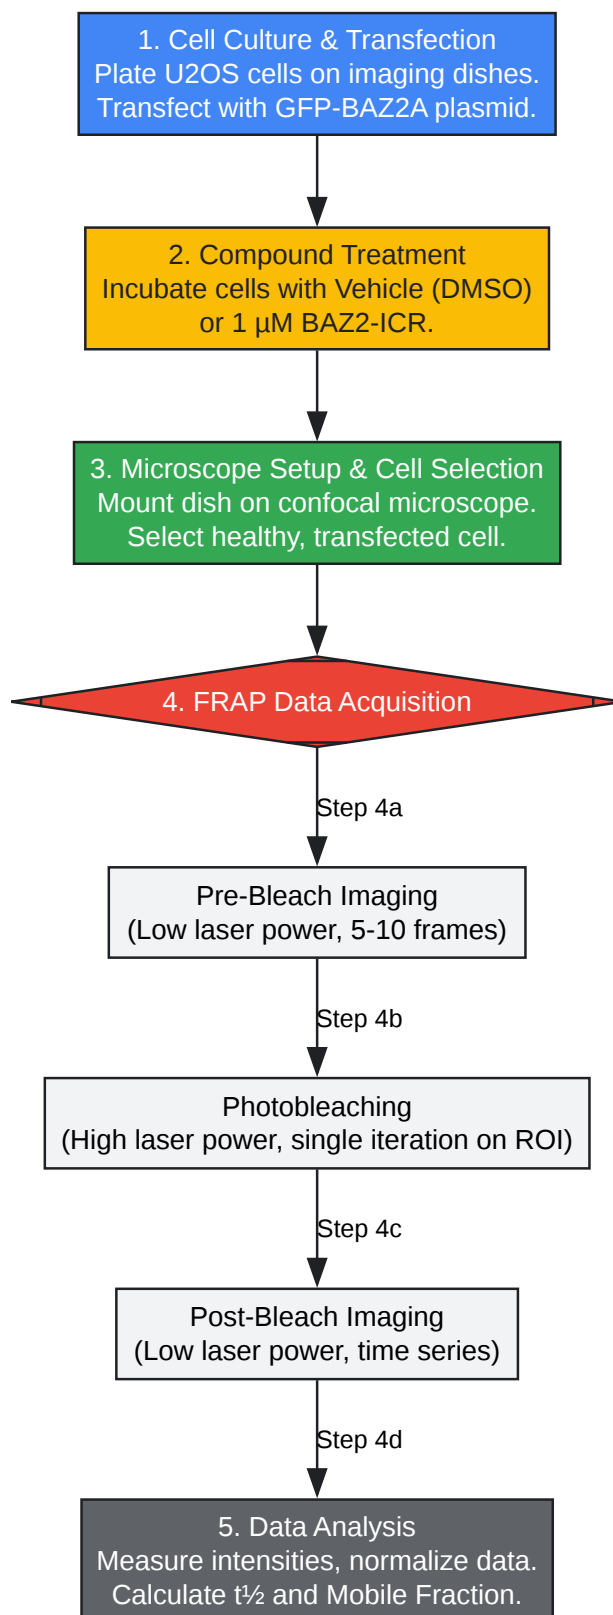 1. Cell Culture & Transfection
Plate U2OS cells on imaging dishes.
Transfect with GFP-BAZ2A plasmid.
2. Compound Treatment
Incubate cells with Vehicle (DMSO)
or 1 µM BAZ2-ICR.
3. Microscope Setup & Cell Selection
Mount dish on confocal microscope.
Select healthy, transfected cell.
4. FRAP Data Acquisition
Step 4a
Pre-Bleach Imaging
(Low laser power, 5-10 frames)
Step 4b
Photobleaching
(High laser power, single iteration on ROI)
Step 4c
Post-Bleach Imaging
(Low laser power, time series)
Step 4d
5. Data Analysis
Measure intensities, normalize data.
Calculate t½ and Mobile Fraction.